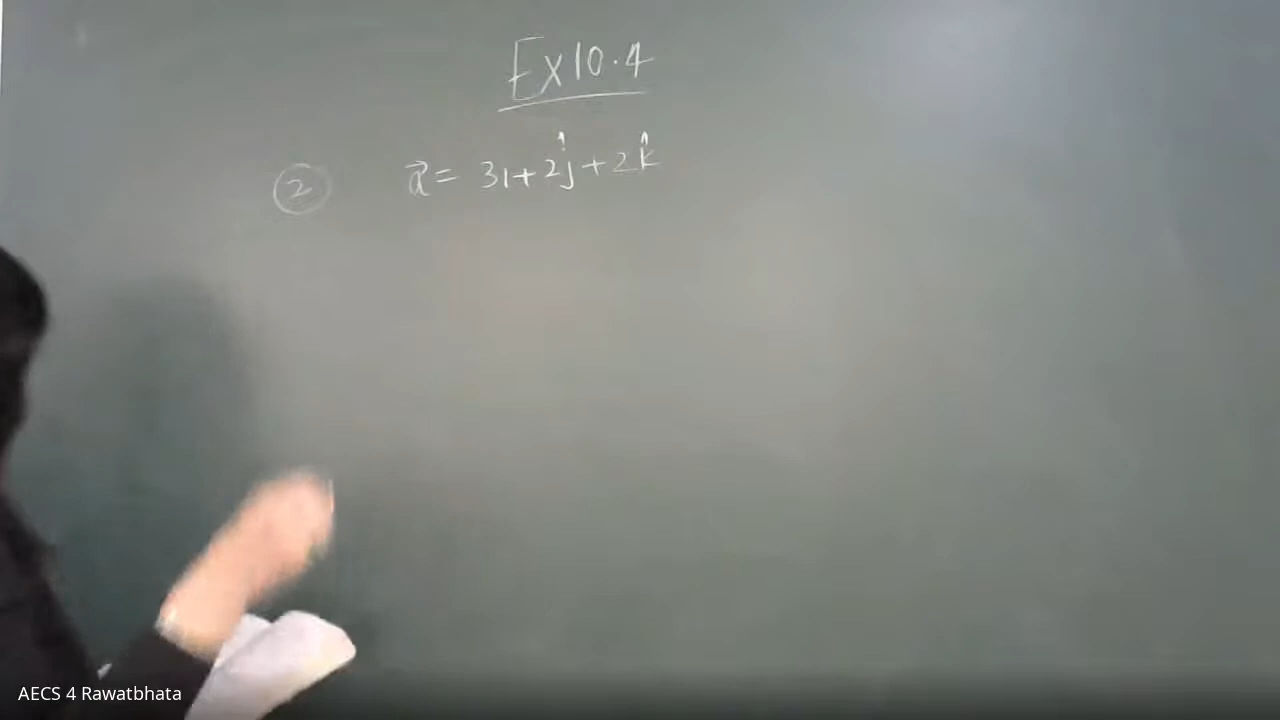 Ex 10.4
② a⃗ = 3i + 2ĵ + 2k̂
AECS 4 Rawatbhata